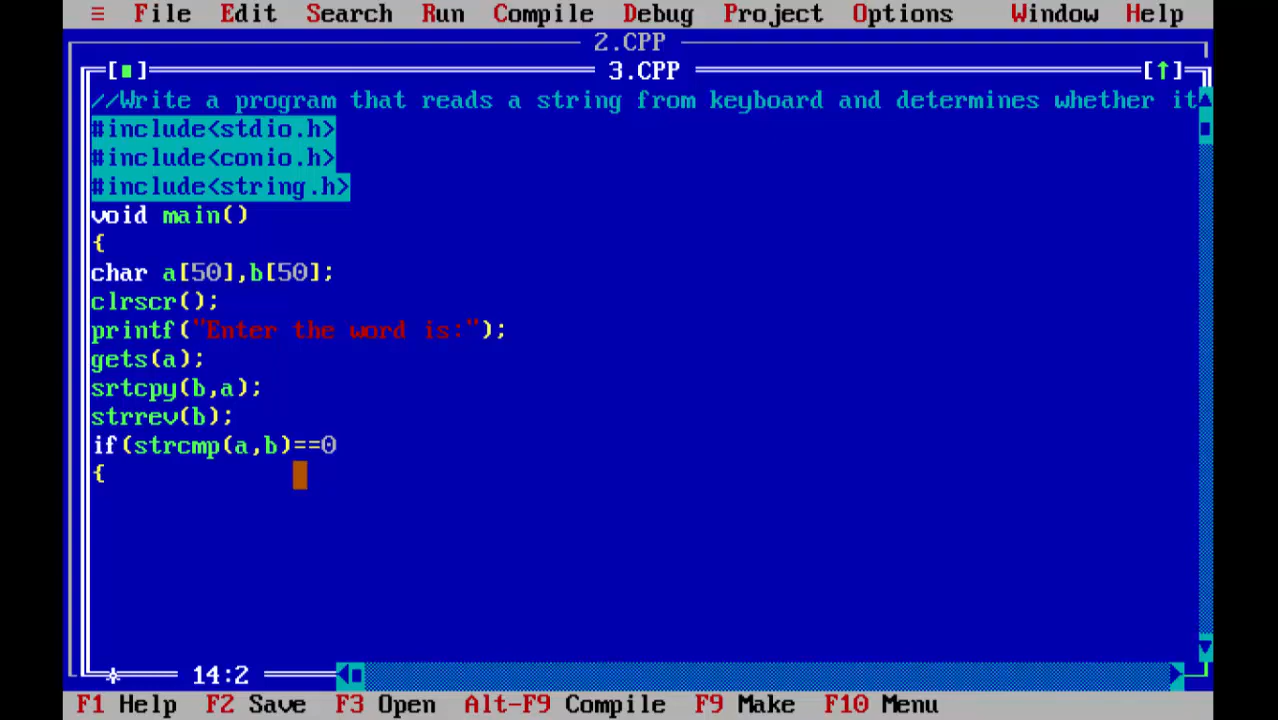 ≡ File Edit Search Run Compile Debug Project Options Window Help
2.CPP
[■] 3.CPP [↑]
//Write a program that reads a string from keyboard and determines whether it
#include<stdio.h>
#include<conio.h>
#include<string.h>
void main()
{
char a[50],b[50];
clrscr();
printf("Enter the word is:");
gets(a);
srtcpy(b,a);
strrev(b);
if(strcmp(a,b)==0
{
14:2
F1 Help F2 Save F3 Open Alt-F9 Compile F9 Make F10 Menu